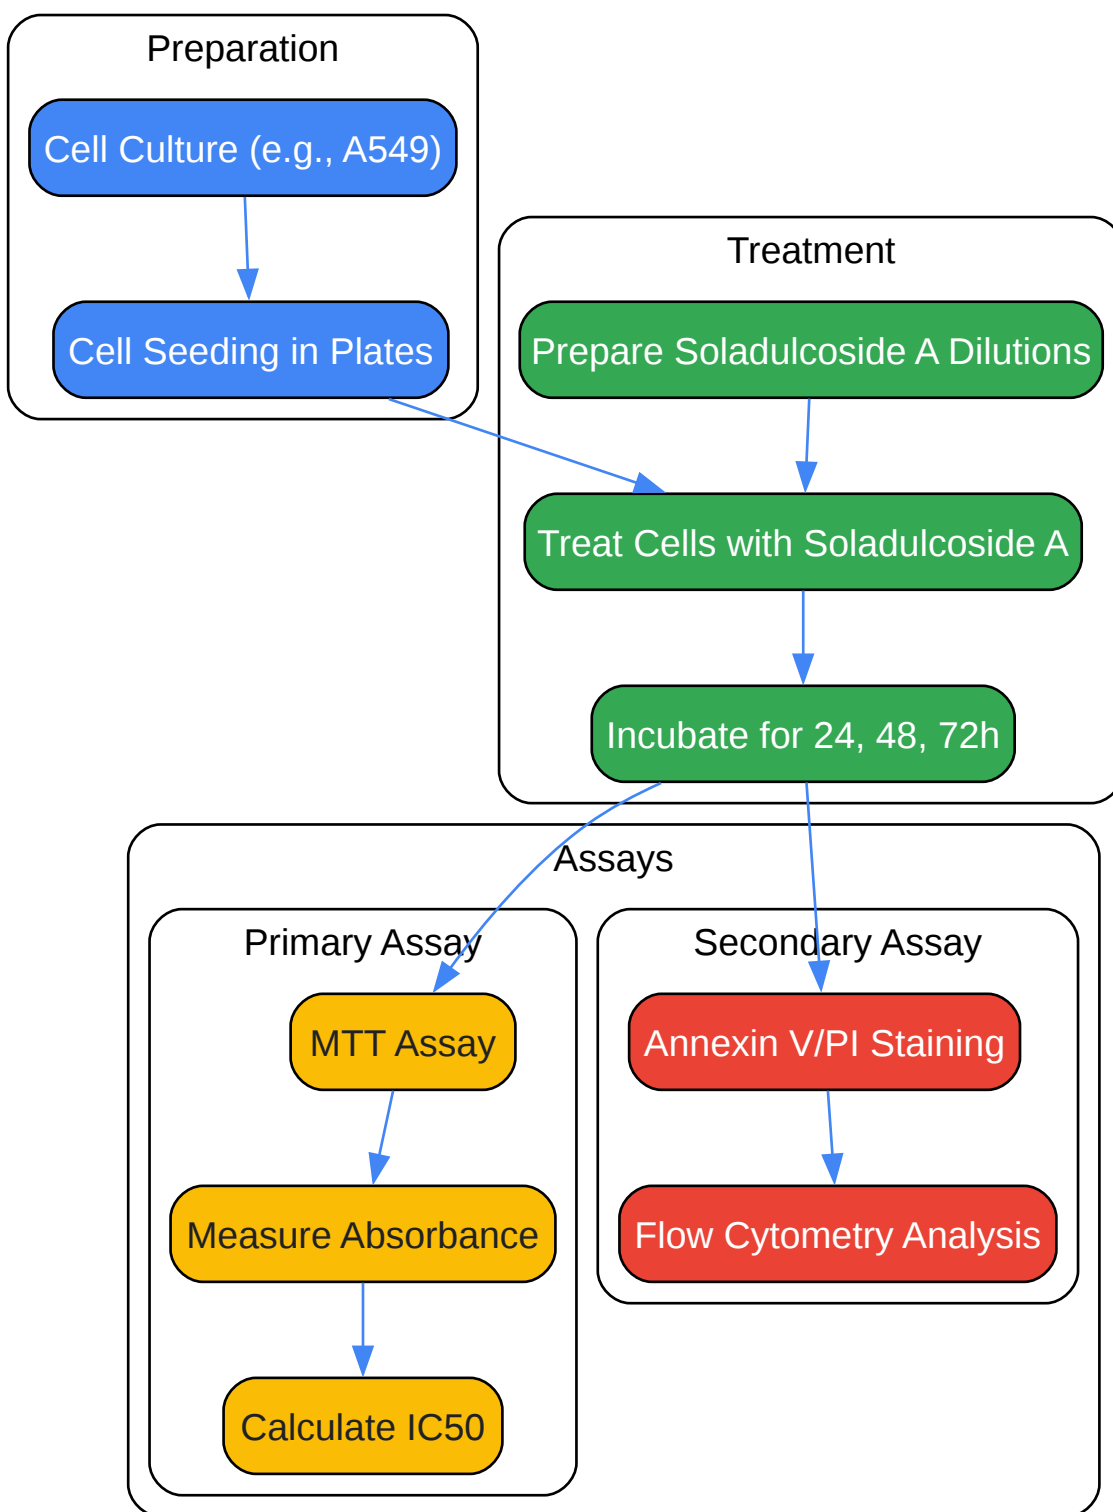 Preparation
Cell Culture (e.g., A549)
Cell Seeding in Plates
Treatment
Prepare Soladulcoside A Dilutions
Treat Cells with Soladulcoside A
Incubate for 24, 48, 72h
Assays
Primary Assay
MTT Assay
Measure Absorbance
Calculate IC50
Secondary Assay
Annexin V/PI Staining
Flow Cytometry Analysis